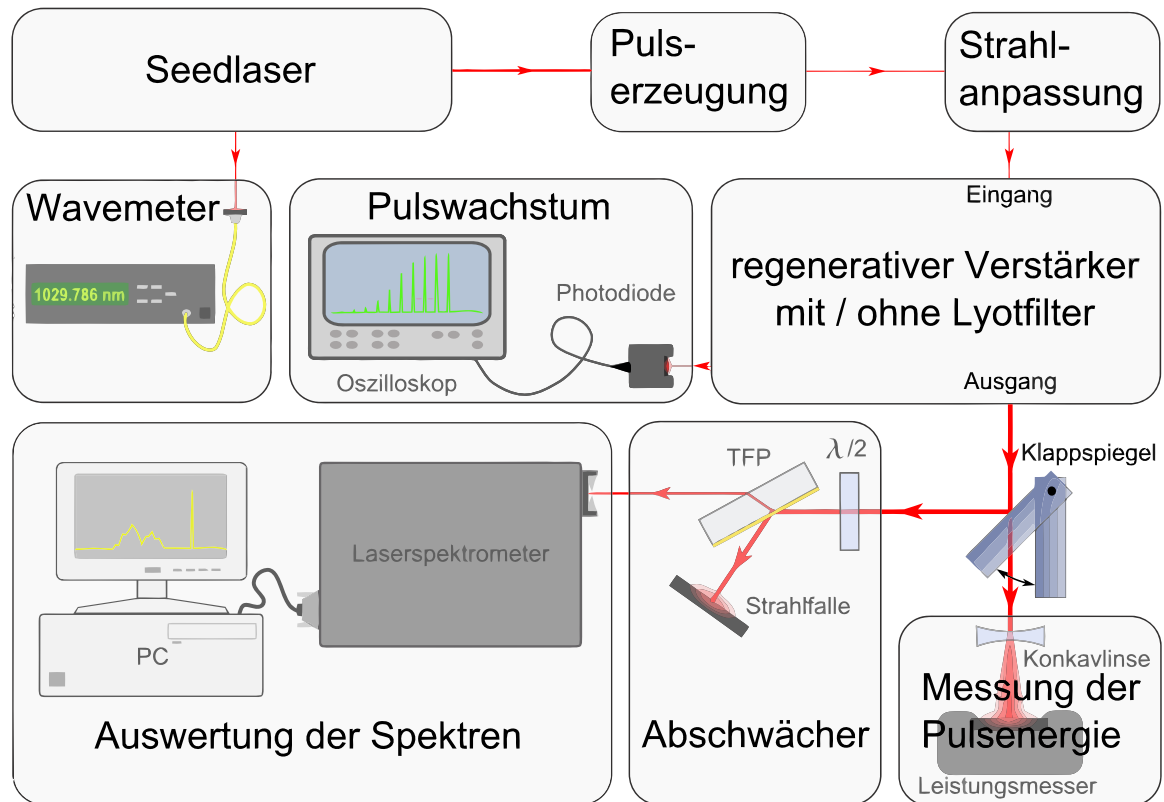 Seedlaser
Puls-
erzeugung
Strahl-
anpassung
Wavemeter
1029.786 nm
Pulswachstum
Photodiode
Oszilloskop
Eingang
regenerativer Verstärker
mit / ohne Lyotfilter
Ausgang
Laserspektrometer
PC
Auswertung der Spektren
TFP
λ/2
Strahlfalle
Abschwächer
Klappspiegel
Konkavlinse
Messung der
Pulsenergie
Leistungsmesser